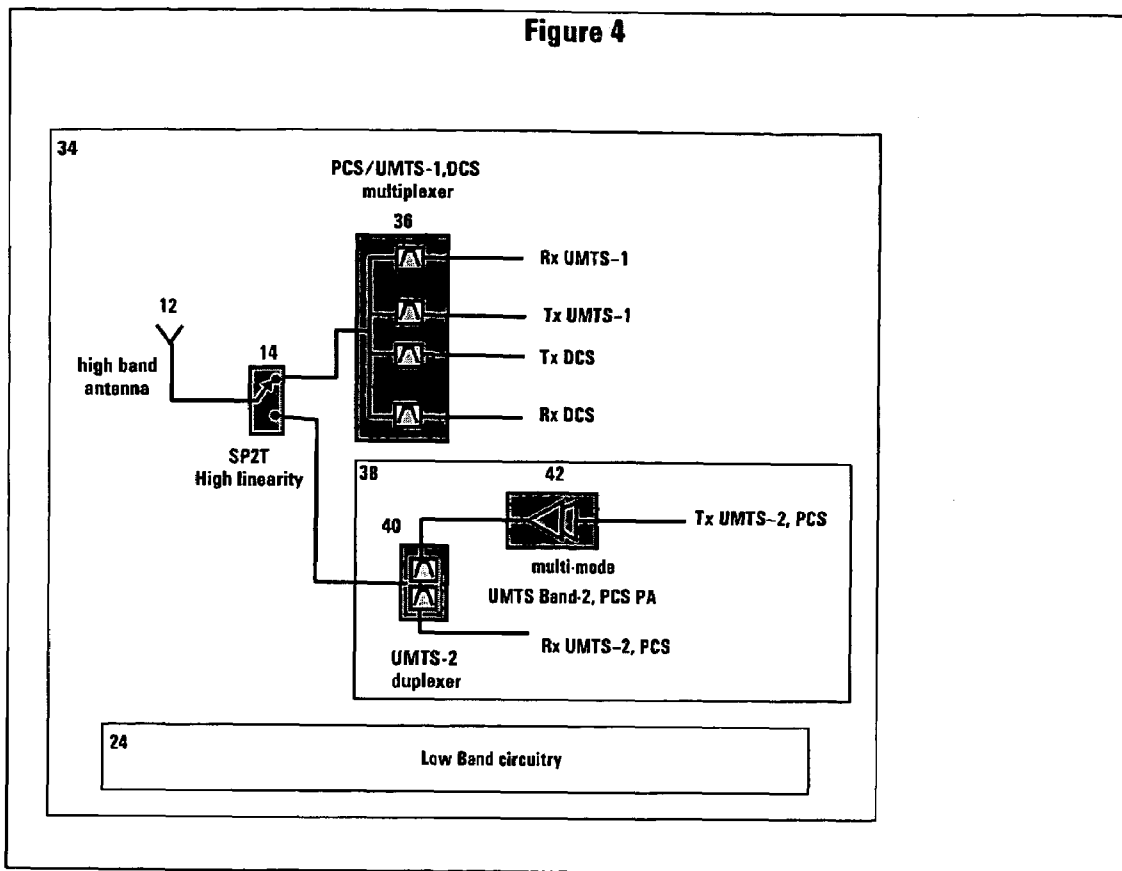 Figure 4
34
PCS/UMTS-1,DCS
multiplexer
36
Rx UMTS-1
Tx UMTS-1
Tx DCS
Rx DCS
12
high band
antenna
14
SP2T
High linearity
38
42
40
Tx UMTS-2, PCS
multi-mode
UMTS Band-2, PCS PA
Rx UMTS-2, PCS
UMTS-2
duplexer
24
Low Band circuitry